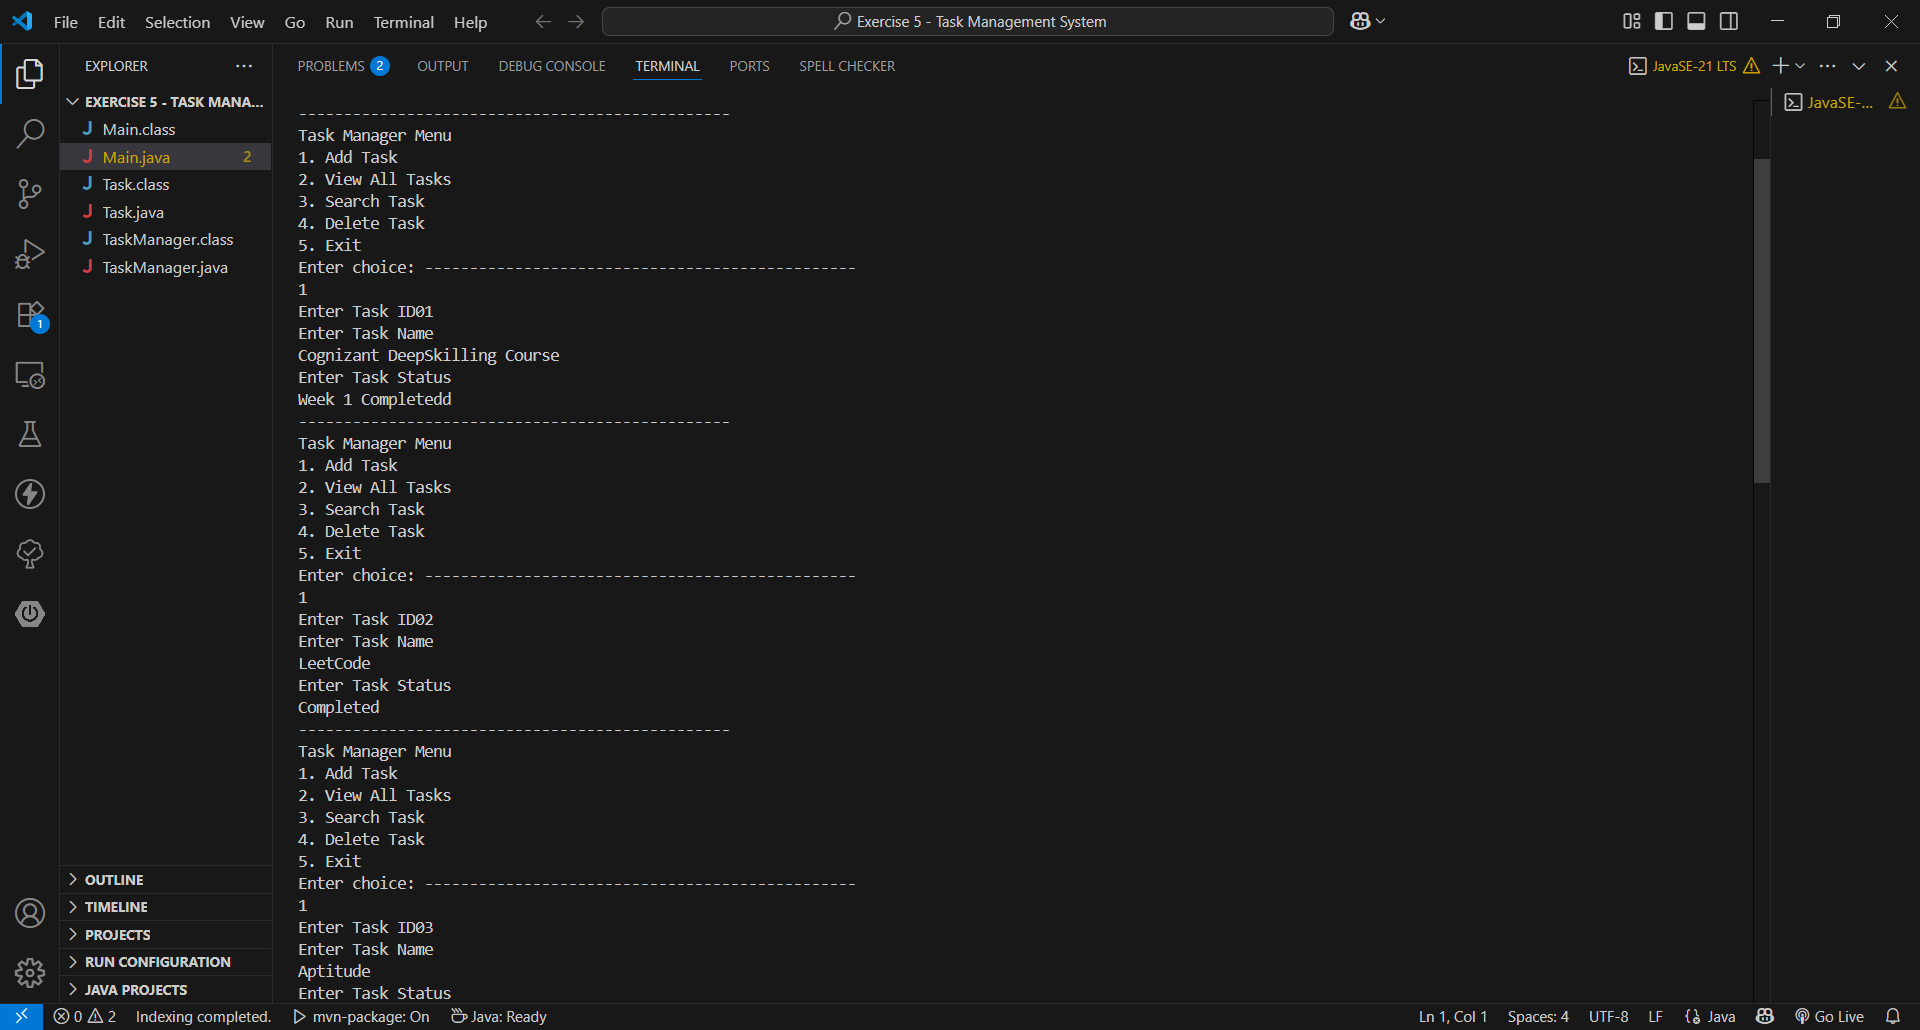 File Edit Selection View Go Run Terminal Help
Exercise 5 - Task Management System
EXPLORER
EXERCISE 5 - TASK MANA...
Main.class
Main.java 2
Task.class
Task.java
TaskManager.class
TaskManager.java
OUTLINE
TIMELINE
PROJECTS
RUN CONFIGURATION
JAVA PROJECTS
1
PROBLEMS 2 OUTPUT DEBUG CONSOLE TERMINAL PORTS SPELL CHECKER
JavaSE-21 LTS
JavaSE-...
------------------------------------------------
Task Manager Menu
1. Add Task
2. View All Tasks
3. Search Task
4. Delete Task
5. Exit
Enter choice: ------------------------------------------------
1
Enter Task ID01
Enter Task Name
Cognizant DeepSkilling Course
Enter Task Status
Week 1 Completedd
------------------------------------------------
Task Manager Menu
1. Add Task
2. View All Tasks
3. Search Task
4. Delete Task
5. Exit
Enter choice: ------------------------------------------------
1
Enter Task ID02
Enter Task Name
LeetCode
Enter Task Status
Completed
------------------------------------------------
Task Manager Menu
1. Add Task
2. View All Tasks
3. Search Task
4. Delete Task
5. Exit
Enter choice: ------------------------------------------------
1
Enter Task ID03
Enter Task Name
Aptitude
Enter Task Status
0 2 Indexing completed. mvn-package: On Java: Ready
Ln 1, Col 1 Spaces: 4 UTF-8 LF {} Java Go Live